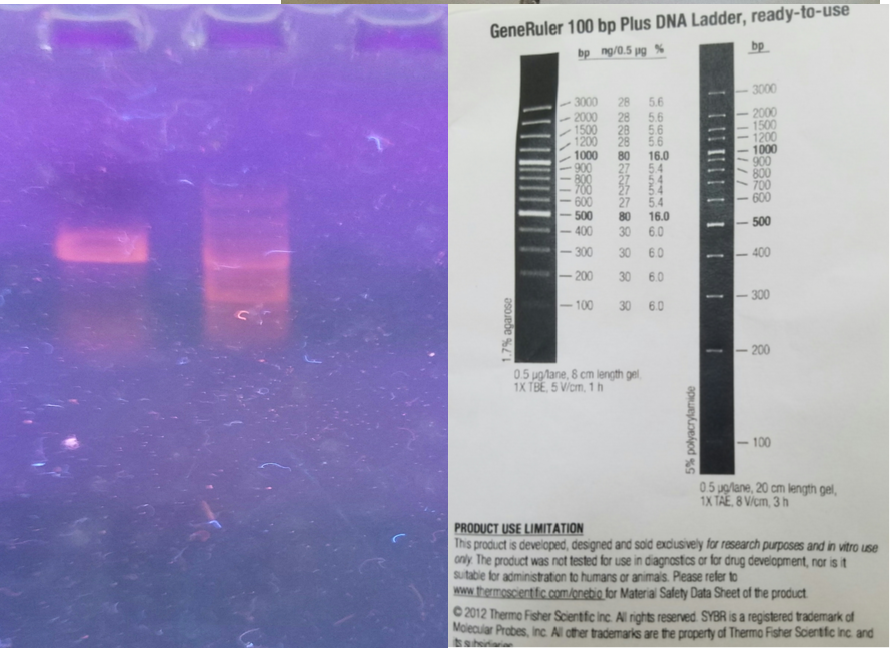 GeneRuler 100 bp Plus DNA Ladder, ready-to-use
bp ng/0.5 µg %
3000 28 5.6
2000 28 5.6
1500 28 5.6
1200 28 5.6
1000 80 16.0
900 27 5.4
800 27 5.4
700 27 5.4
600 27 5.4
500 80 16.0
400 30 6.0
300 30 6.0
200 30 6.0
100 30 6.0
1.7% agarose
0.5 µg/lane, 8 cm length gel,
1X TBE, 5 V/cm, 1 h
bp
3000
2000
1500
1200
1000
900
800
700
600
500
400
300
200
100
5% polyacrylamide
0.5 µg/lane, 20 cm length gel,
1X TAE, 8 V/cm, 3 h
PRODUCT USE LIMITATION
This product is developed, designed and sold exclusively for research purposes and in vitro use
only. The product was not tested for use in diagnostics or for drug development, nor is it
suitable for administration to humans or animals. Please refer to
www.thermoscientific.com/onebio for Material Safety Data Sheet of the product.
© 2012 Thermo Fisher Scientific Inc. All rights reserved. SYBR is a registered trademark of
Molecular Probes, Inc. All other trademarks are the property of Thermo Fisher Scientific Inc. and
its subsidiaries.